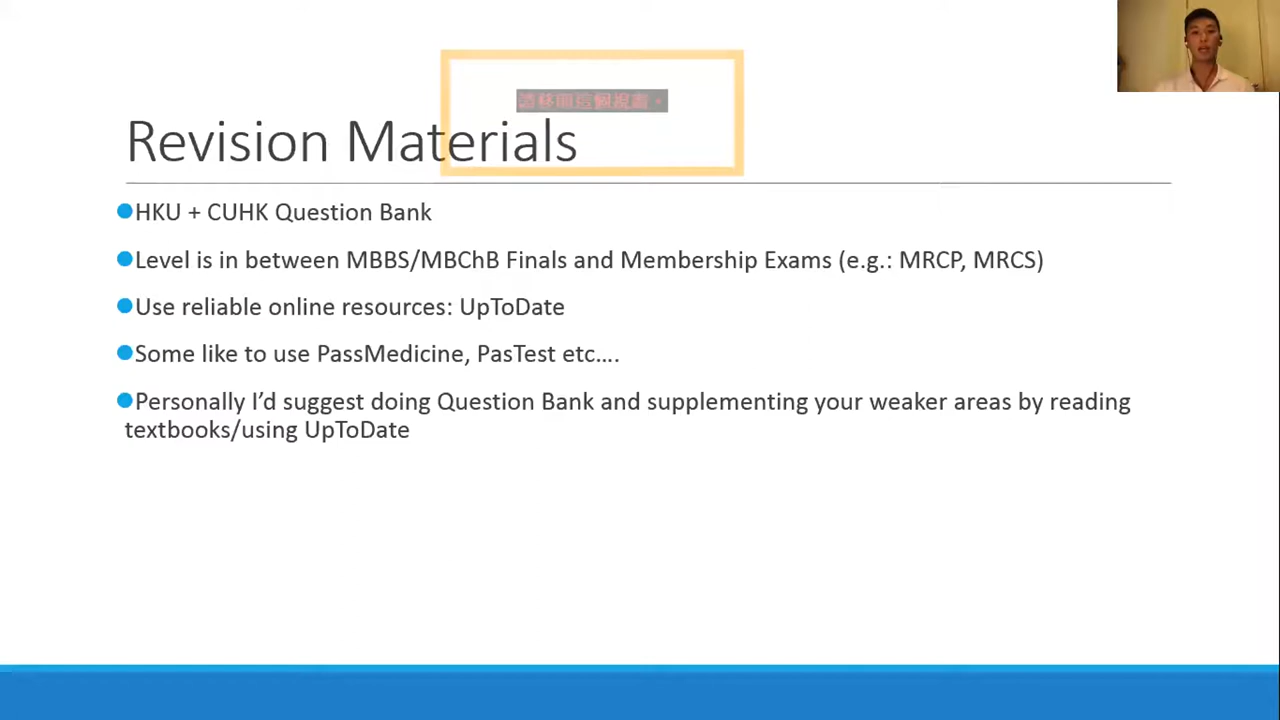 Revision Materials
HKU + CUHK Question Bank
Level is in between MBBS/MBChB Finals and Membership Exams (e.g.: MRCP, MRCS)
Use reliable online resources: UpToDate
Some like to use PassMedicine, PasTest etc….
Personally I’d suggest doing Question Bank and supplementing your weaker areas by reading
textbooks/using UpToDate